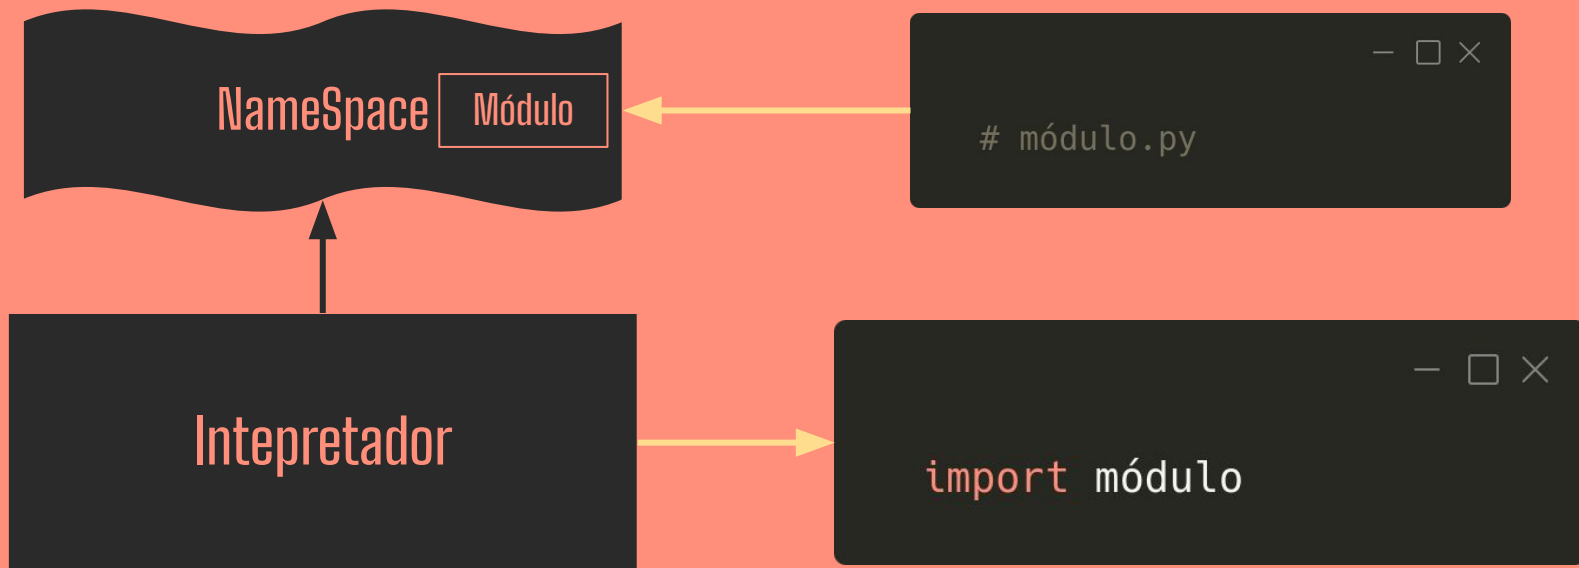 NameSpace
Módulo
# módulo.py
Intepretador
import módulo